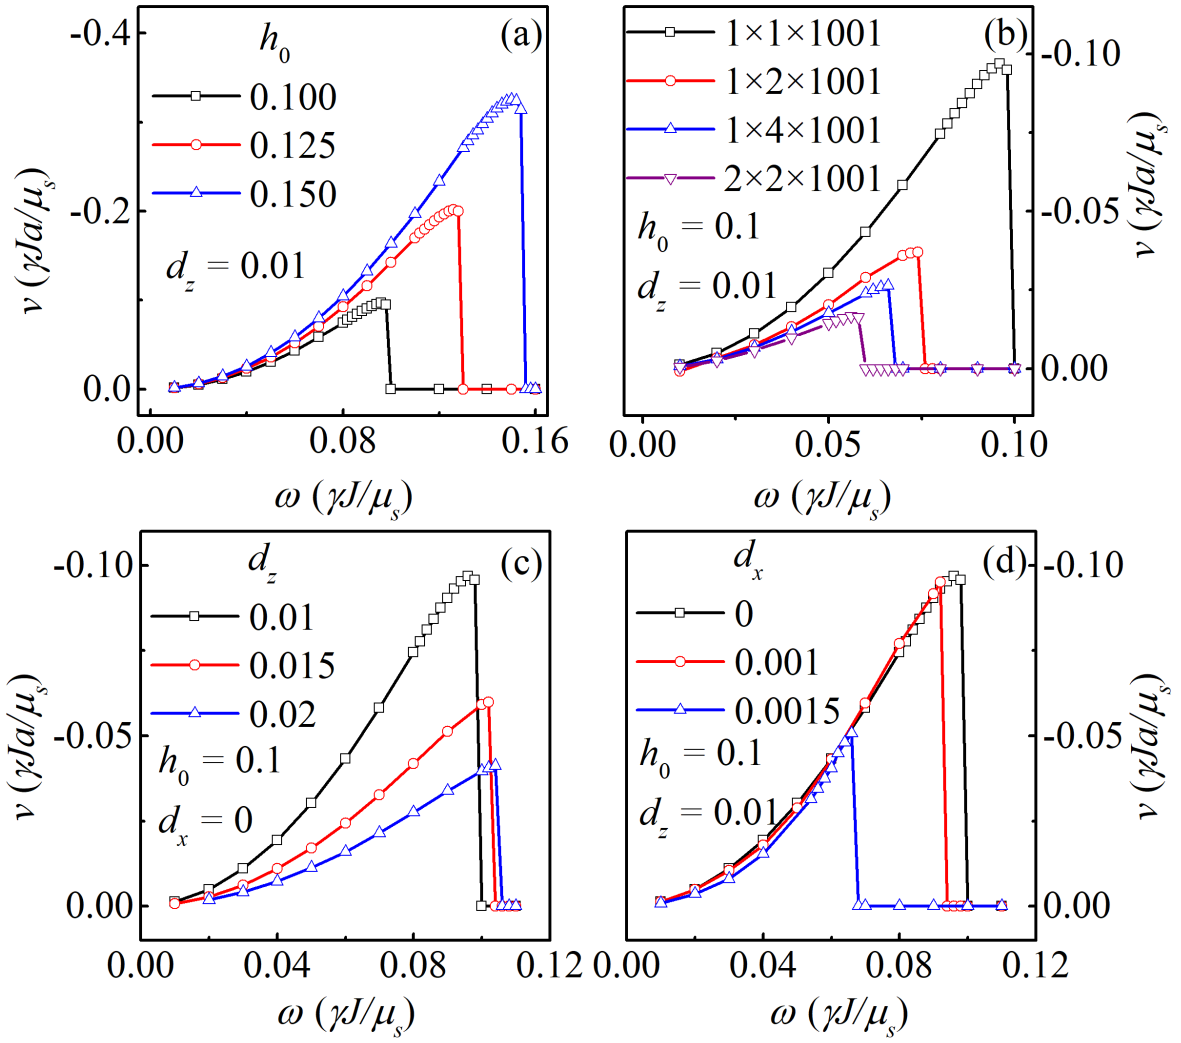 (a)
h₀
0.100
0.125
0.150
d_z = 0.01
-0.4
-0.2
0.0
v (γJa/μₛ)
0.00 0.08 0.16
ω (γJ/μₛ)
(b)
1×1×1001
1×2×1001
1×4×1001
2×2×1001
h₀ = 0.1
d_z = 0.01
-0.10
-0.05
0.00
v (γJa/μₛ)
0.00 0.05 0.10
ω (γJ/μₛ)
(c)
d_z
0.01
0.015
0.02
h₀ = 0.1
dₓ = 0
-0.10
-0.05
0.00
v (γJa/μₛ)
0.00 0.04 0.08 0.12
ω (γJ/μₛ)
(d)
dₓ
0
0.001
0.0015
h₀ = 0.1
d_z = 0.01
-0.10
-0.05
0.00
v (γJa/μₛ)
0.00 0.04 0.08 0.12
ω (γJ/μₛ)